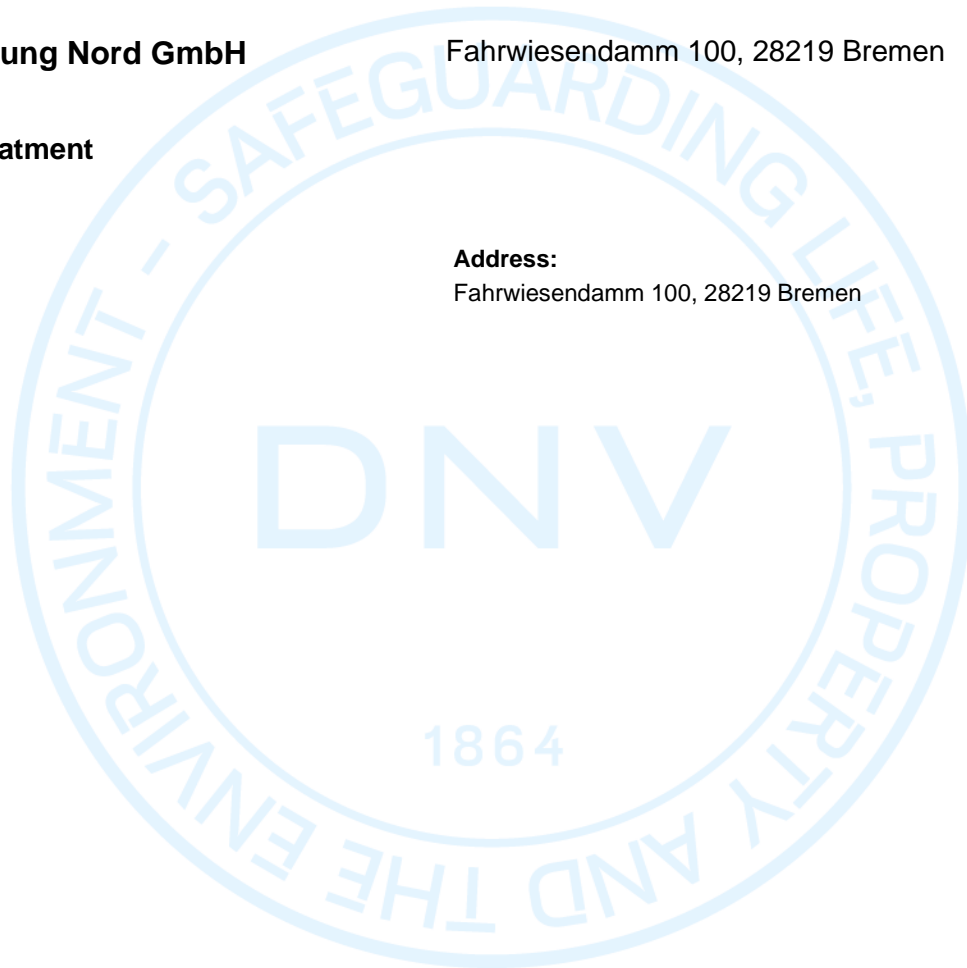 ung Nord GmbH Fahrwiesendamm 100, 28219 Bremen
atment
Address:
Fahrwiesendamm 100, 28219 Bremen
SAFEGUARDING LIFE, PROPERTY AND THE ENVIRONMENT -
DNV
1864